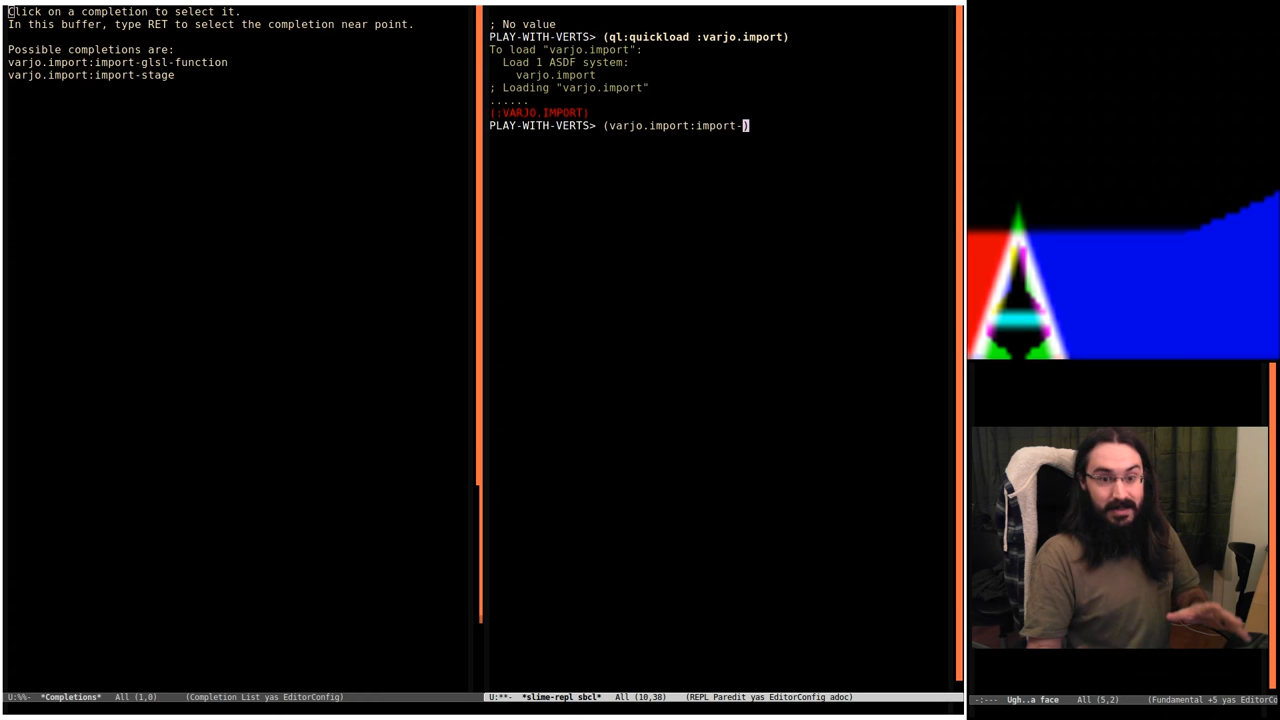 Click on a completion to select it.
In this buffer, type RET to select the completion near point.
Possible completions are:
varjo.import:import-glsl-function
varjo.import:import-stage
; No value
PLAY-WITH-VERTS> (ql:quickload :varjo.import)
To load "varjo.import":
Load 1 ASDF system:
varjo.import
; Loading "varjo.import"
......
(:VARJO.IMPORT)
PLAY-WITH-VERTS> (varjo.import:import-)
U:%%- *Completions* All (1,0) (Completion List yas EditorConfig)
U:**- *slime-repl sbcl* All (10,38) (REPL Paredit yas EditorConfig adoc)
-:--- Ugh..a face All (5,2) (Fundamental +5 yas EditorCo